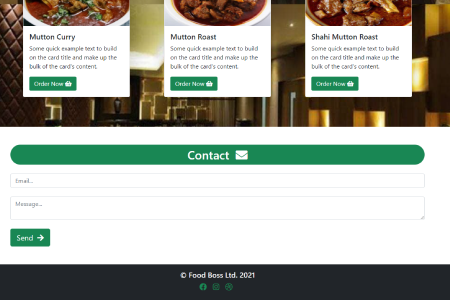 Mutton Curry
Some quick example text to build
on the card title and make up the
bulk of the card's content.
Order Now
Mutton Roast
Some quick example text to build
on the card title and make up the
bulk of the card's content.
Order Now
Shahi Mutton Roast
Some quick example text to build
on the card title and make up the
bulk of the card's content.
Order Now
Contact
Email...
Message...
Send
© Food Boss Ltd. 2021